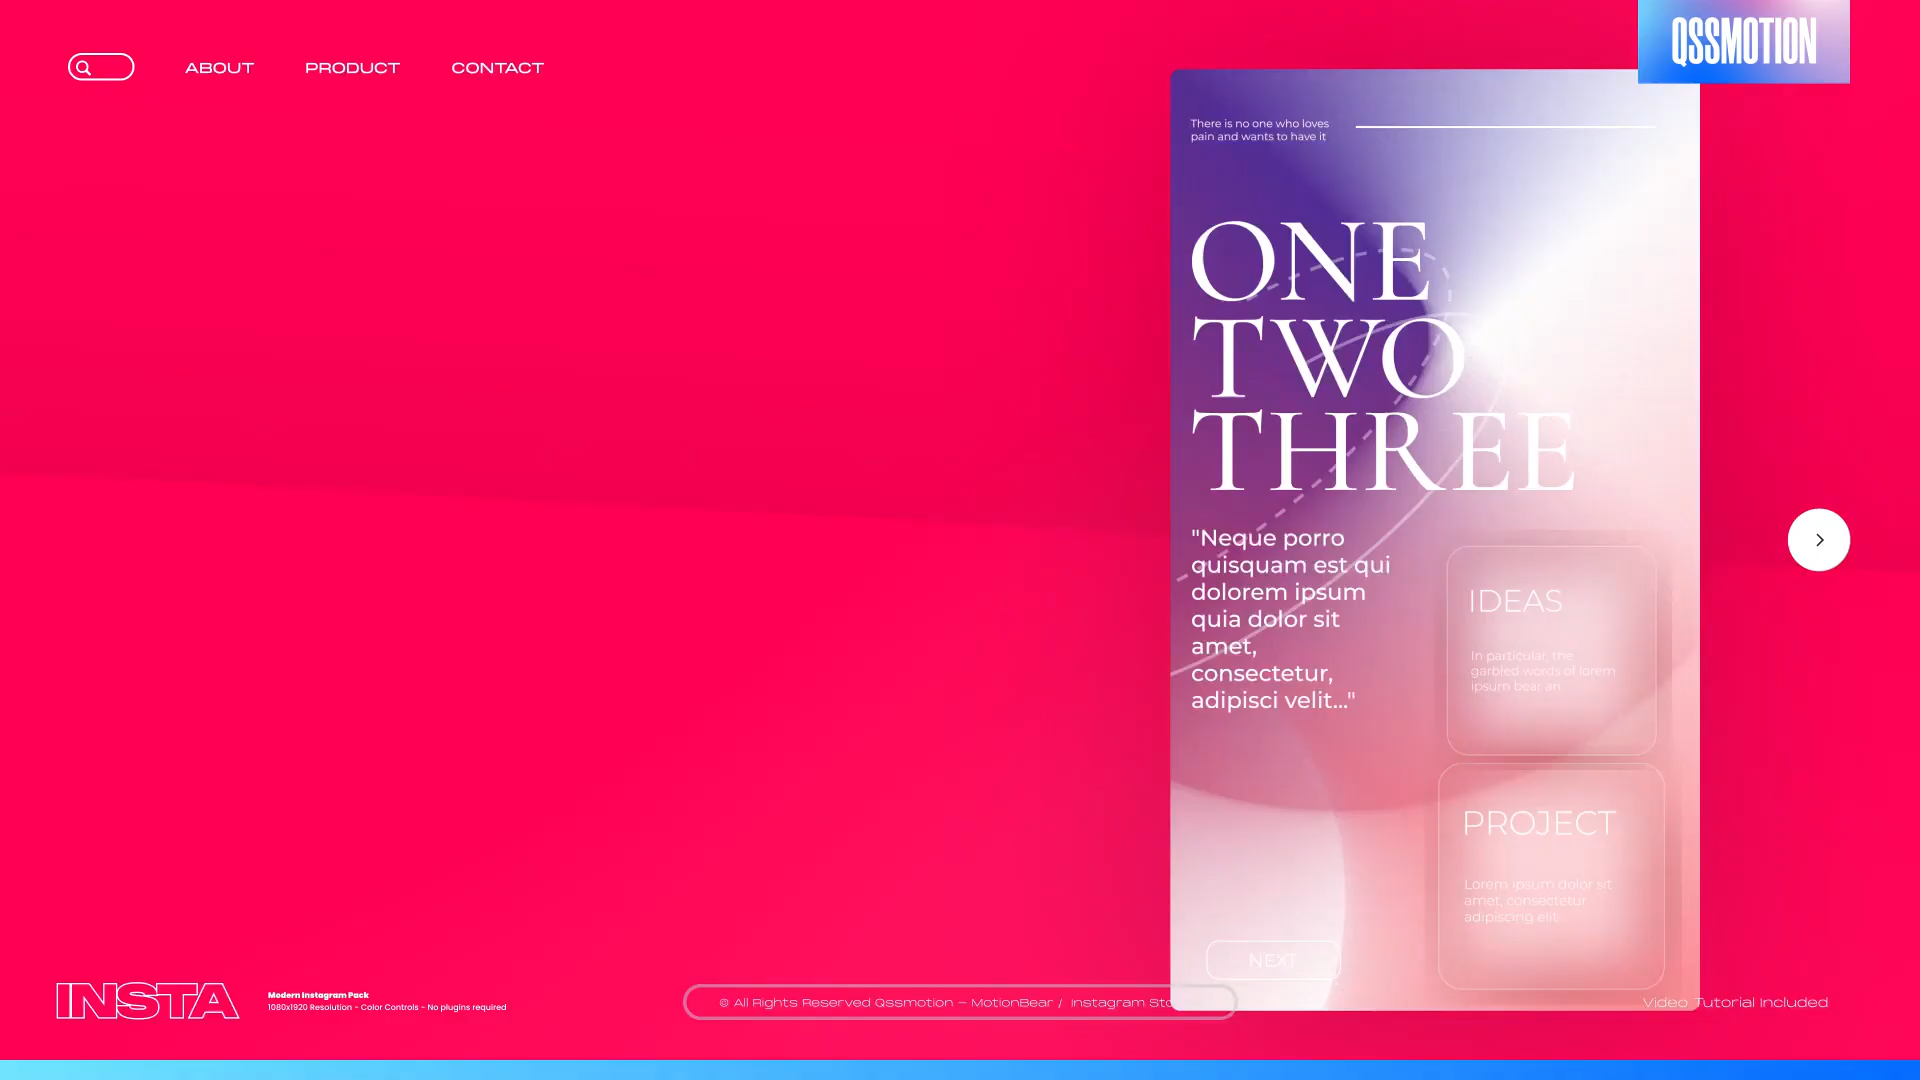 ABOUT PRODUCT CONTACT
QSSMOTION
There is no one who loves
pain and wants to have it
ONE
TWO
THREE
"Neque porro
quisquam est qui
dolorem ipsum
quia dolor sit
amet,
consectetur,
adipisci velit..."
IDEAS
In particular, the
garbled words of lorem
ipsum bear an
PROJECT
Lorem ipsum dolor sit
amet, consectetur
adipiscing elit.
NEXT
INSTA
Modern Instagram Pack
1080x1920 Resolution - Color Controls - No plugins required
© All Rights Reserved Qssmotion – MotionBear / Instagram
Video Tutorial Included